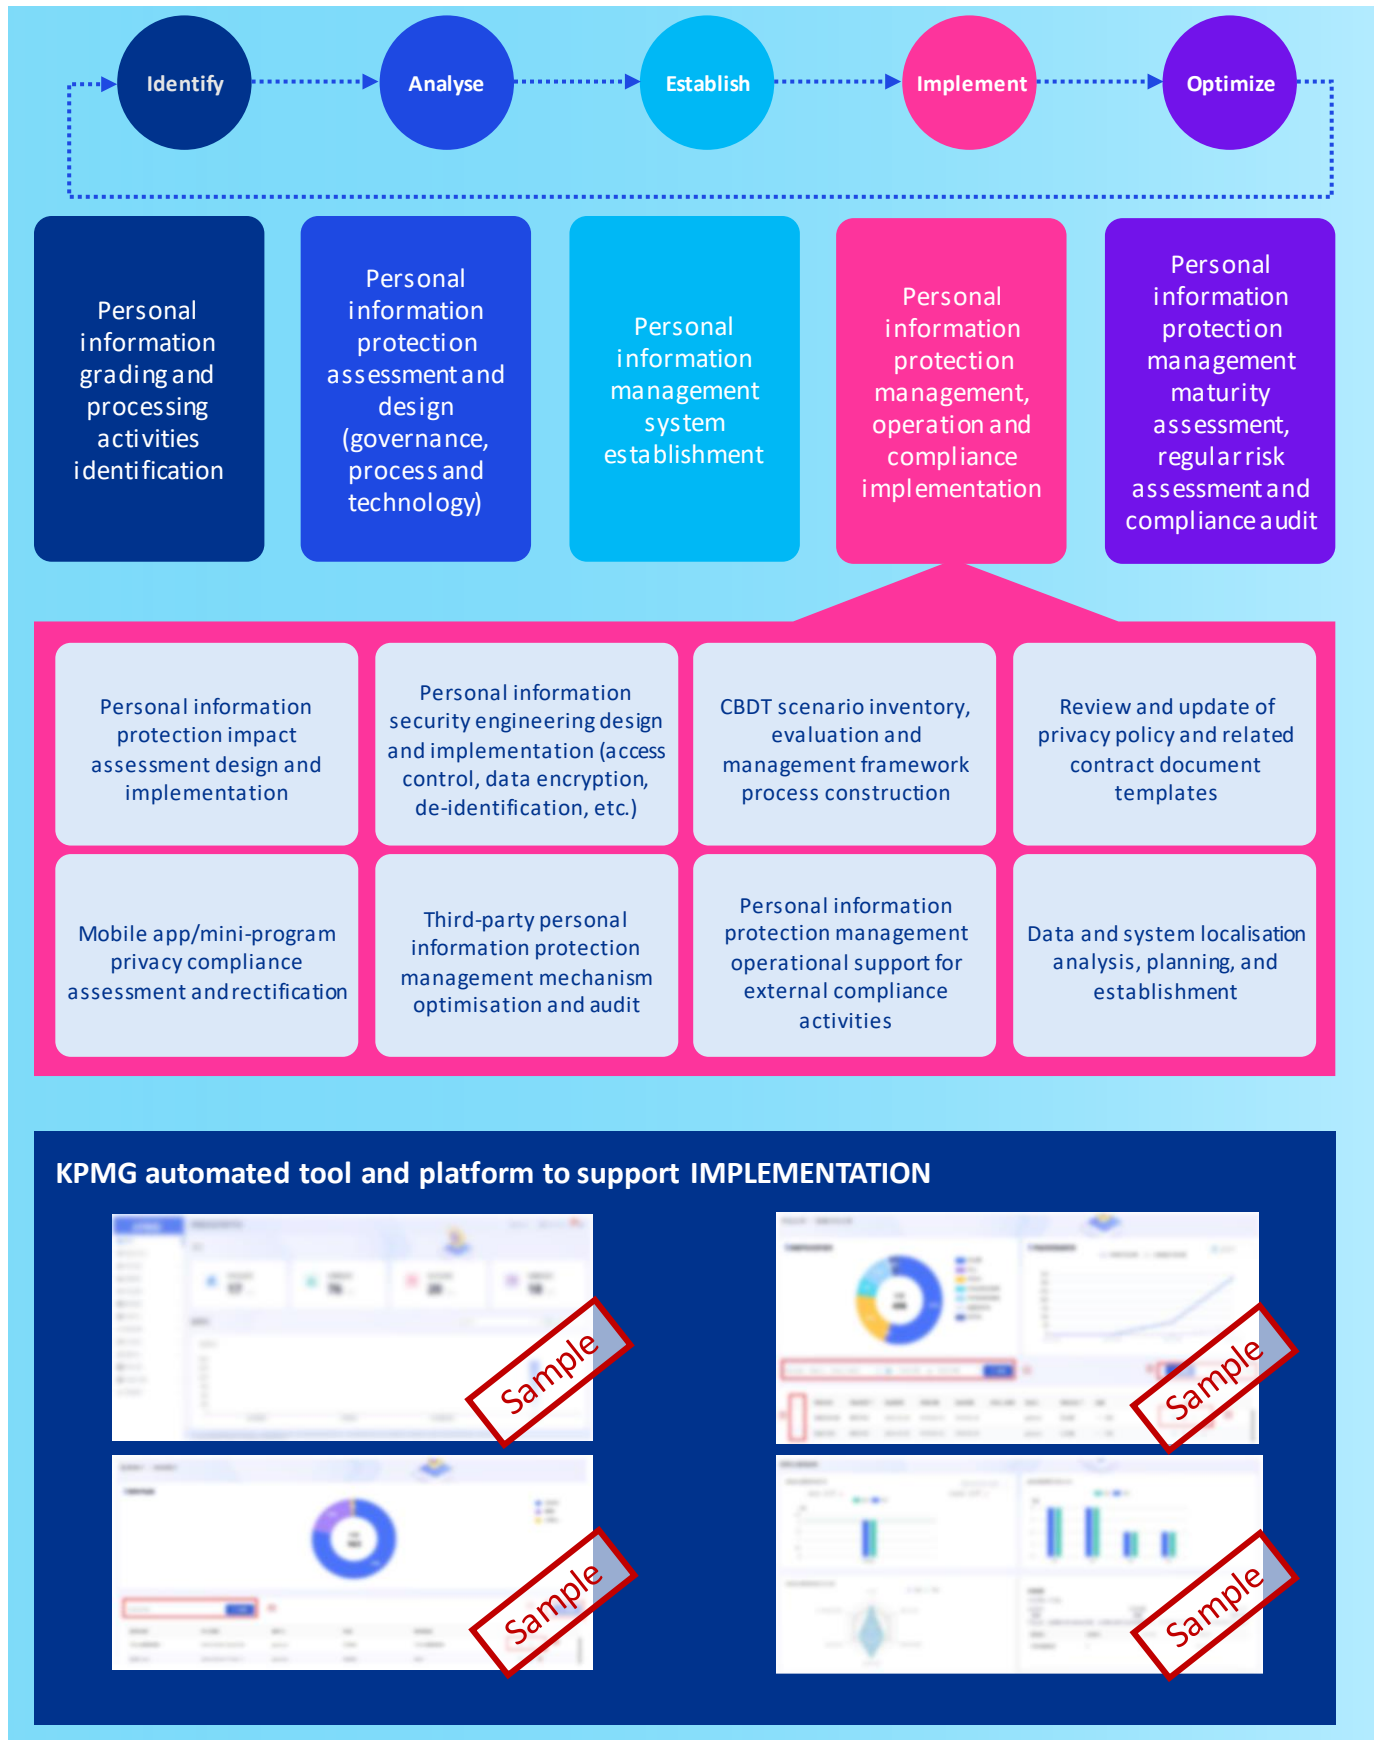 Identify
Analyse
Establish
Implement
Optimize
Personal
information
grading and
processing
activities
identification
Personal
information
protection
assessment and
design
(governance,
process and
technology)
Personal
information
management
system
establishment
Personal
information
protection
management,
operation and
compliance
implementation
Personal
information
protection
management
maturity
assessment,
regular risk
assessment and
compliance audit
Personal information
protection impact
assessment design and
implementation
Personal information
security engineering design
and implementation (access
control, data encryption,
de-identification, etc.)
CBDT scenario inventory,
evaluation and
management framework
process construction
Review and update of
privacy policy and related
contract document
templates
Mobile app/mini-program
privacy compliance
assessment and rectification
Third-party personal
information protection
management mechanism
optimisation and audit
Personal information
protection management
operational support for
external compliance
activities
Data and system localisation
analysis, planning, and
establishment
KPMG automated tool and platform to support IMPLEMENTATION
Sample
Sample
Sample
Sample